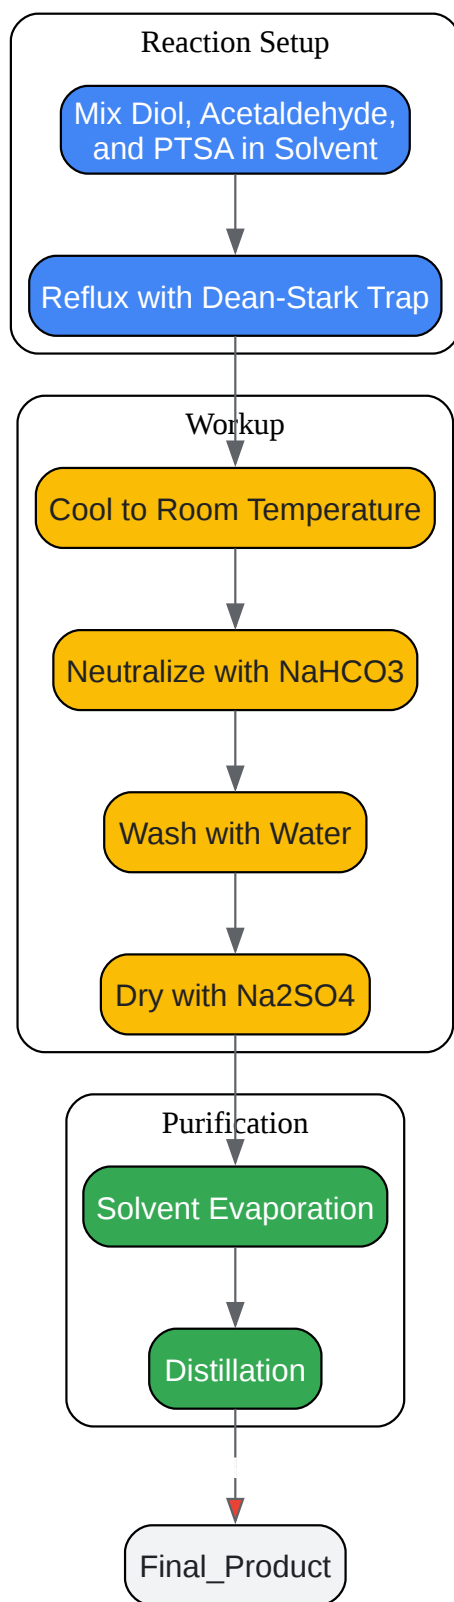 Reaction Setup
Mix Diol, Acetaldehyde,
and PTSA in Solvent
Reflux with Dean-Stark Trap
Workup
Cool to Room Temperature
Neutralize with NaHCO3
Wash with Water
Dry with Na2SO4
Purification
Solvent Evaporation
Distillation
Final_Product